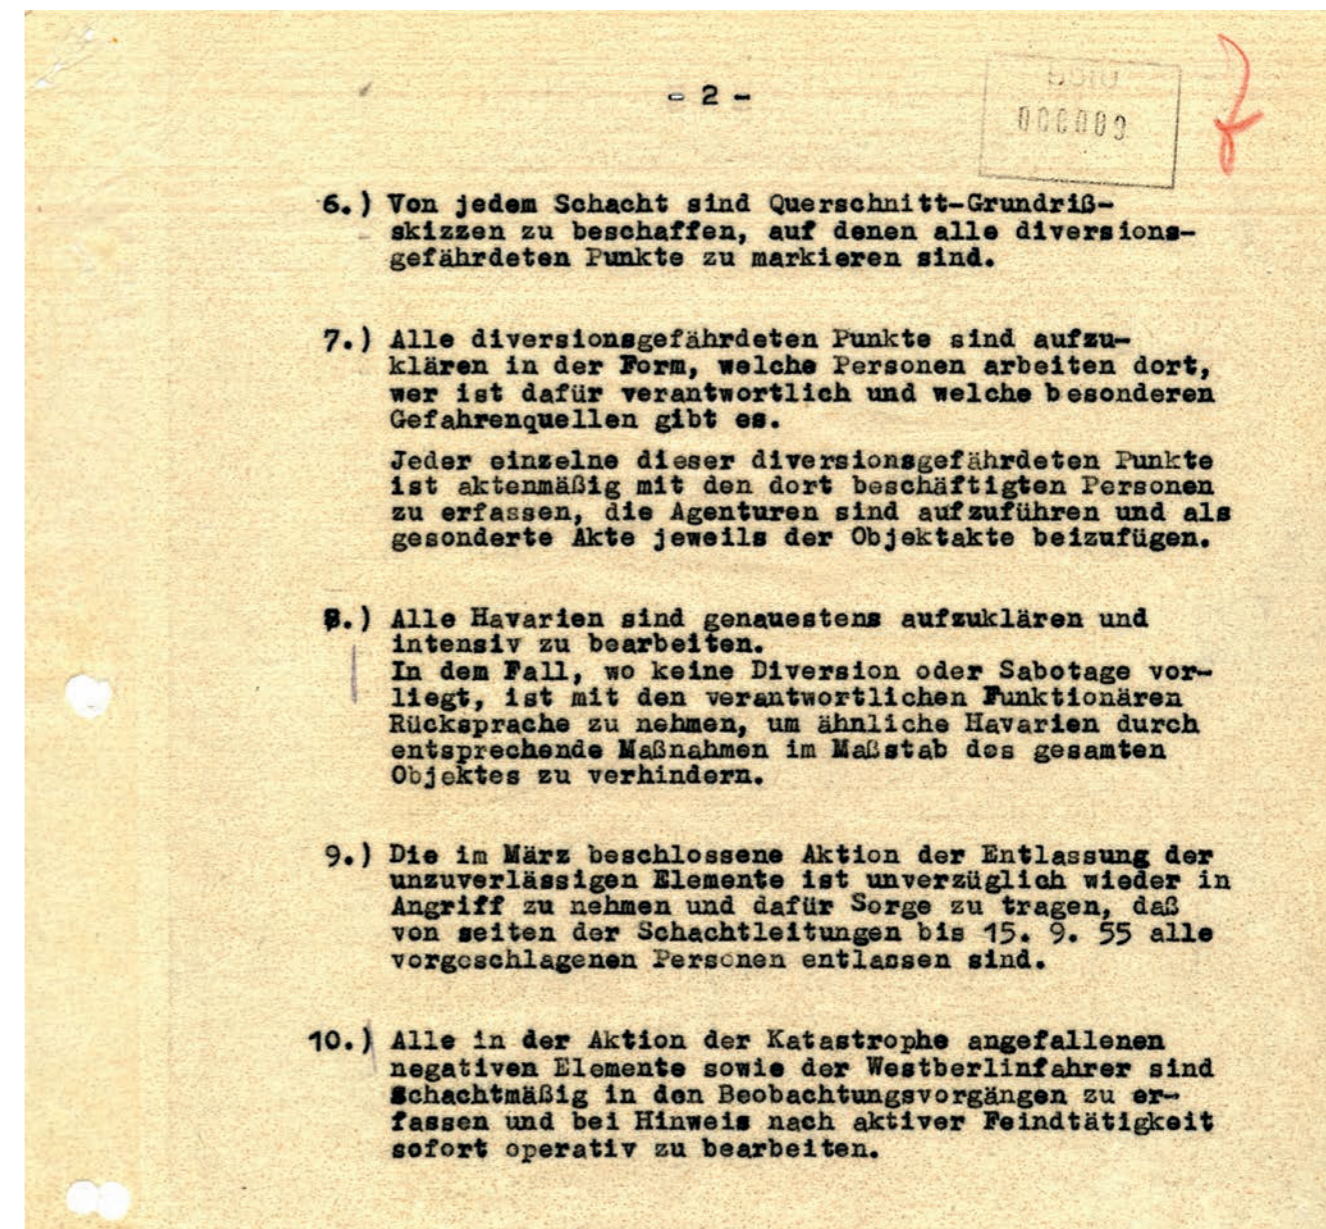 - 2 -
BStU
000003
6.) Von jedem Schacht sind Querschnitt-Grundriß-
skizzen zu beschaffen, auf denen alle diversions-
gefährdeten Punkte zu markieren sind.
7.) Alle diversionsgefährdeten Punkte sind aufzu-
klären in der Form, welche Personen arbeiten dort,
wer ist dafür verantwortlich und welche besonderen
Gefahrenquellen gibt es.
Jeder einzelne dieser diversionsgefährdeten Punkte
ist aktenmäßig mit den dort beschäftigten Personen
zu erfassen, die Agenturen sind aufzuführen und als
gesonderte Akte jeweils der Objektakte beizufügen.
8.) Alle Havarien sind genauestens aufzuklären und
intensiv zu bearbeiten.
In dem Fall, wo keine Diversion oder Sabotage vor-
liegt, ist mit den verantwortlichen Funktionären
Rücksprache zu nehmen, um ähnliche Havarien durch
entsprechende Maßnahmen im Maßstab des gesamten
Objektes zu verhindern.
9.) Die im März beschlossene Aktion der Entlassung der
unzuverlässigen Elemente ist unverzüglich wieder in
Angriff zu nehmen und dafür Sorge zu tragen, daß
von seiten der Schachtleitungen bis 15. 9. 55 alle
vorgeschlagenen Personen entlassen sind.
10.) Alle in der Aktion der Katastrophe angefallenen
negativen Elemente sowie der Westberlinfahrer sind
schachtmäßig in den Beobachtungsvorgängen zu er-
fassen und bei Hinweis nach aktiver Feindtätigkeit
sofort operativ zu bearbeiten.